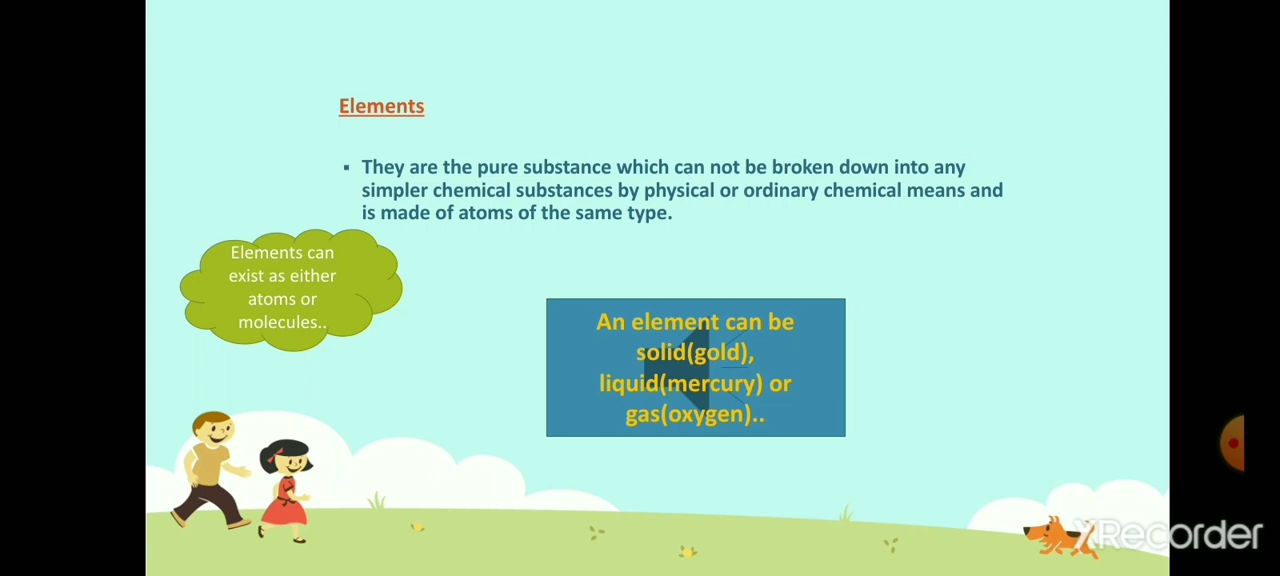 Elements
▪ They are the pure substance which can not be broken down into any
simpler chemical substances by physical or ordinary chemical means and
is made of atoms of the same type.
Elements can
exist as either
atoms or
molecules..
An element can be
solid(gold),
liquid(mercury) or
gas(oxygen)..
XRecorder